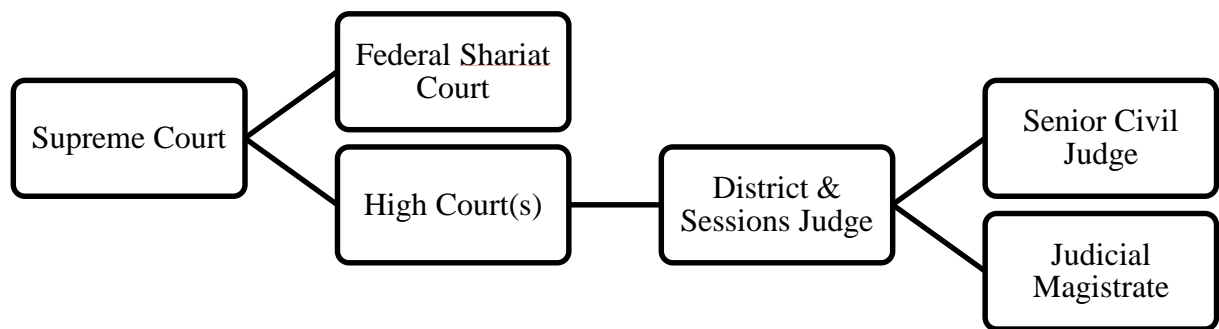 Supreme Court
Federal Shariat
Court
High Court(s)
District &
Sessions Judge
Senior Civil
Judge
Judicial
Magistrate